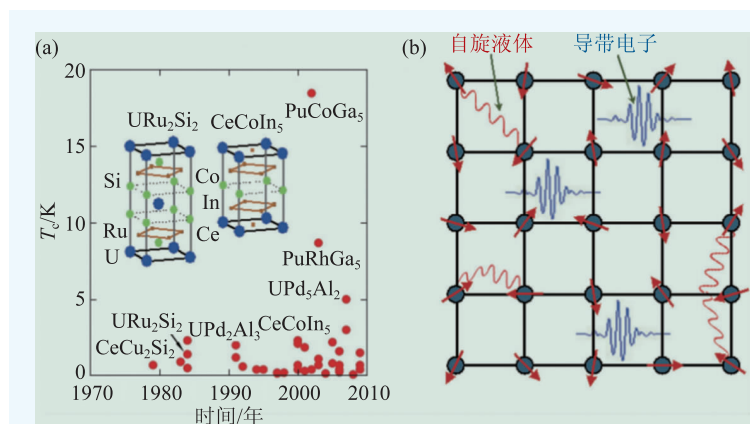 (a)
20
15
10
5
0
T_c/K
1970
1980
1990
2000
2009
时间/年
PuCoGa₅
URu₂Si₂
CeCoIn₅
Si
Co
In
Ru
Ce
U
PuRhGa₅
UPd₅Al₂
URu₂Si₂
UPd₂Al₃
CeCoIn₅
CeCu₂Si₂
(b)
自旋液体
导带电子